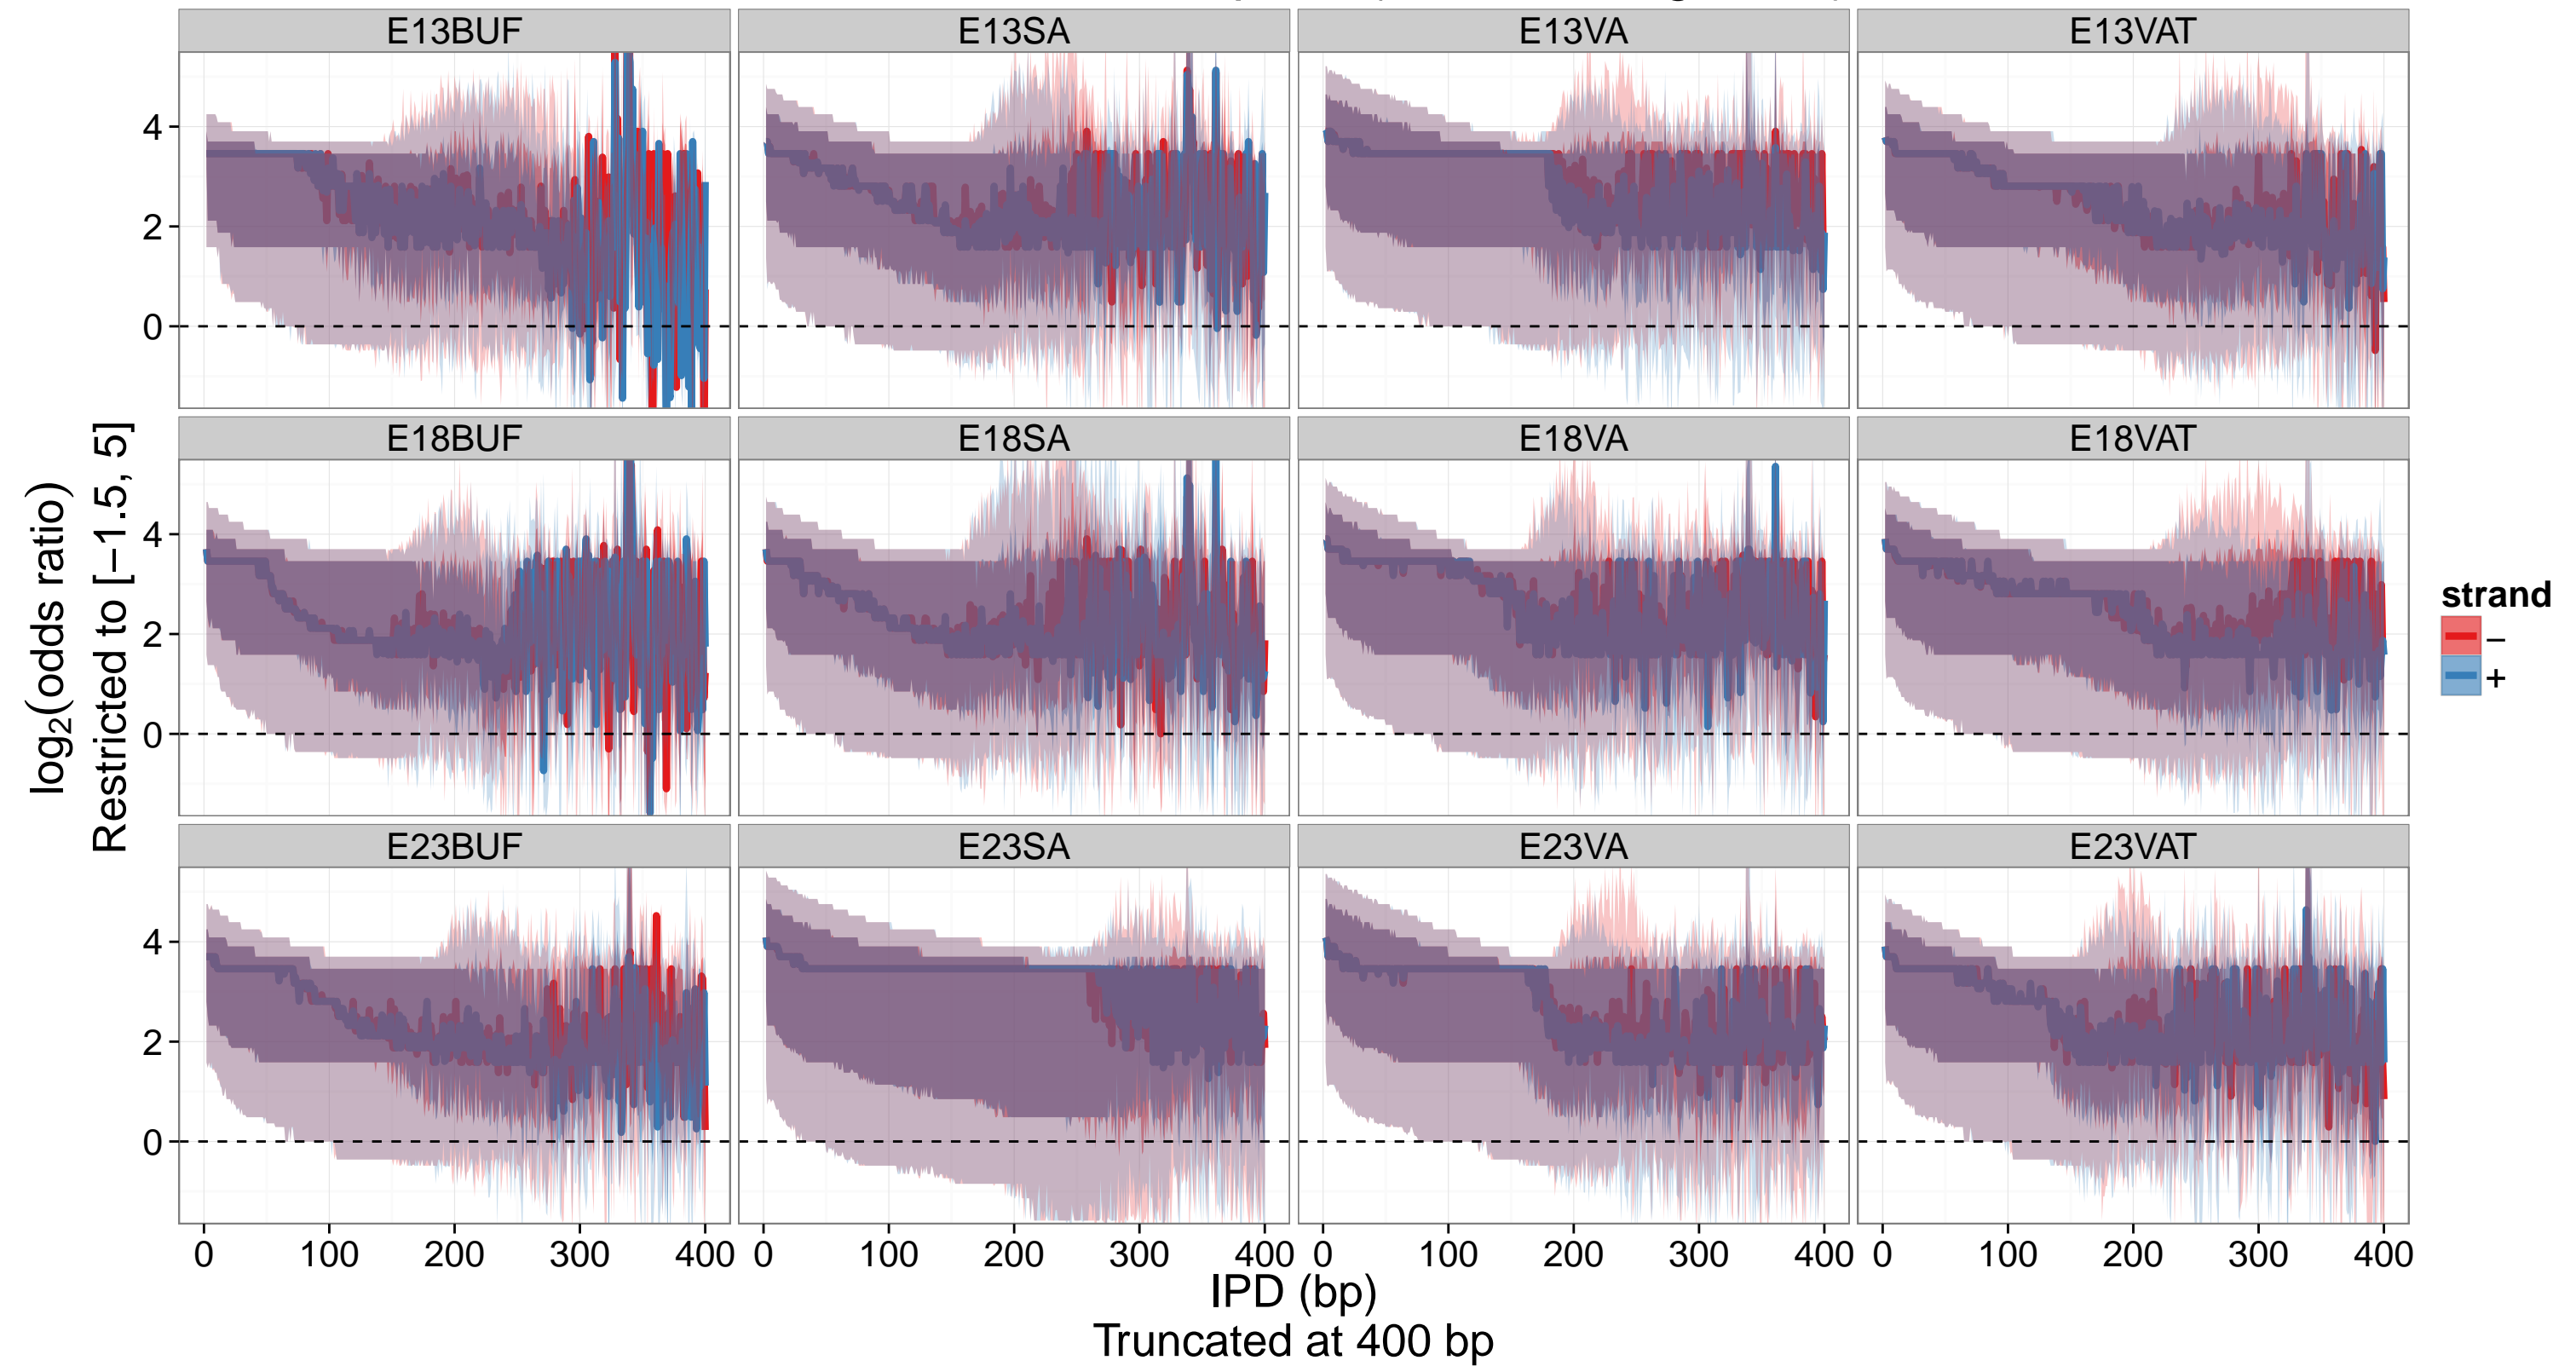 E13BUF E13SA E13VA E13VAT
4
2
0
E18BUF E18SA E18VA E18VAT
4
2
0
E23BUF E23SA E23VA E23VAT
4
2
0
0 100 200 300 400 0 100 200 300 400 0 100 200 300 400 0 100 200 300 400
log₂(odds ratio)
Restricted to [−1.5, 5]
IPD (bp)
Truncated at 400 bp
strand
−
+